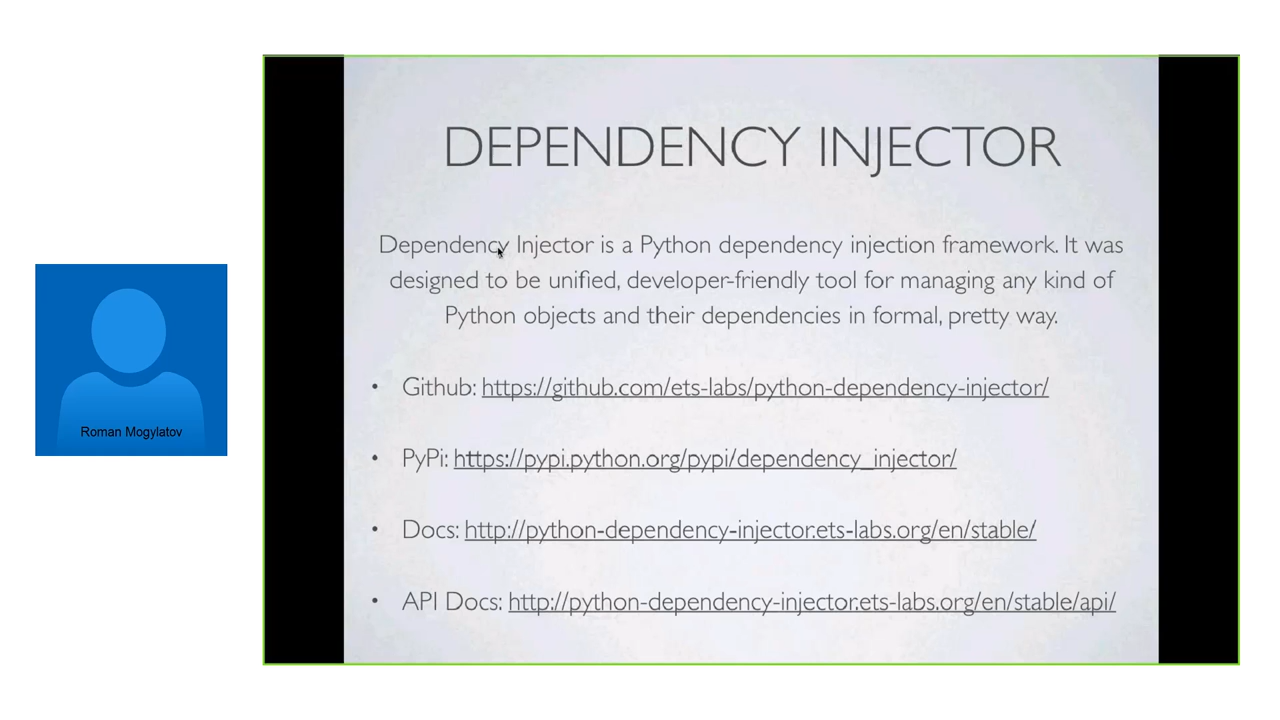 DEPENDENCY INJECTOR
Dependency Injector is a Python dependency injection framework. It was
designed to be unified, developer-friendly tool for managing any kind of
Python objects and their dependencies in formal, pretty way.
• Github: https://github.com/ets-labs/python-dependency-injector/
• PyPi: https://pypi.python.org/pypi/dependency_injector/
• Docs: http://python-dependency-injector.ets-labs.org/en/stable/
• API Docs: http://python-dependency-injector.ets-labs.org/en/stable/api/
Roman Mogylatov